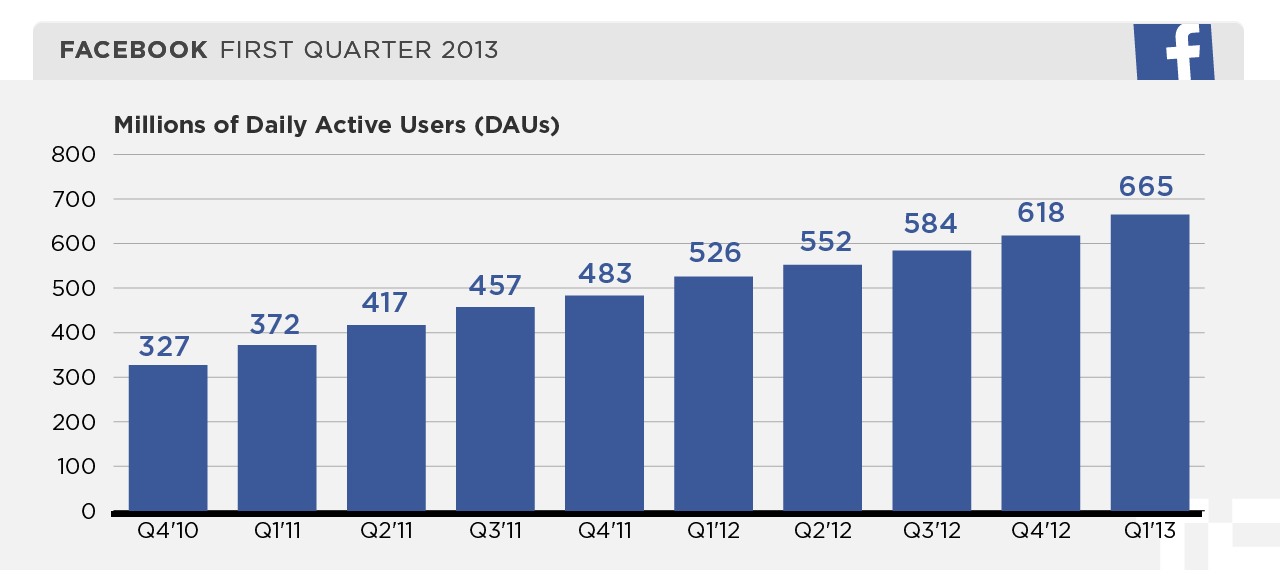 FACEBOOK FIRST QUARTER 2013
f
Millions of Daily Active Users (DAUs)
800
700
600
500
400
300
200
100
0
327
372
417
457
483
526
552
584
618
665
Q4'10
Q1'11
Q2'11
Q3'11
Q4'11
Q1'12
Q2'12
Q3'12
Q4'12
Q1'13